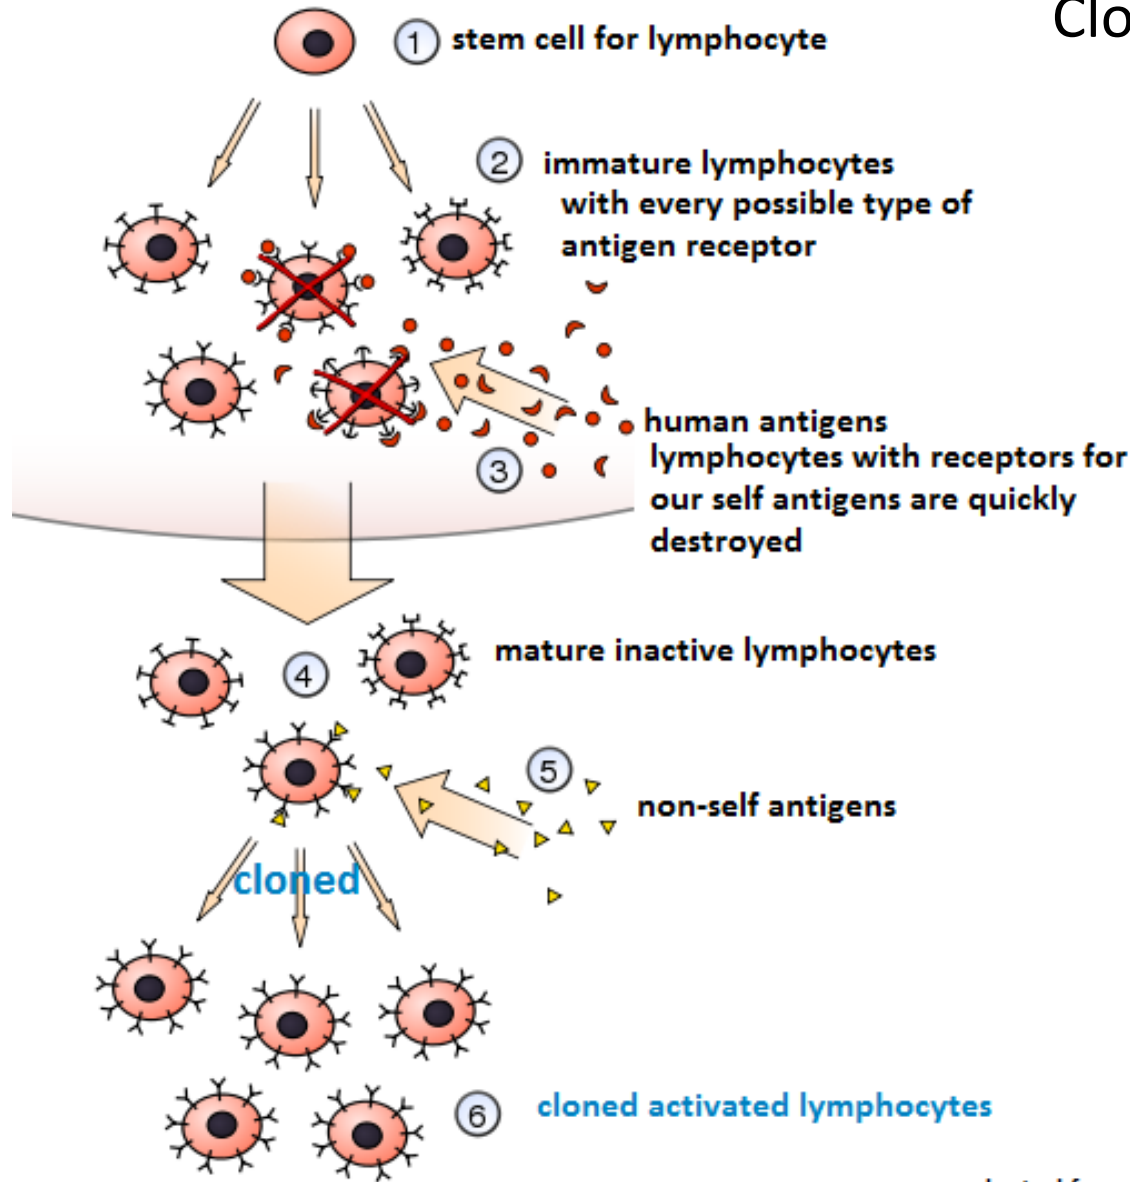 Clo
1 stem cell for lymphocyte
2 immature lymphocytes
with every possible type of
antigen receptor
human antigens
3 lymphocytes with receptors for
our self antigens are quickly
destroyed
4 mature inactive lymphocytes
5
non-self antigens
cloned
6 cloned activated lymphocytes